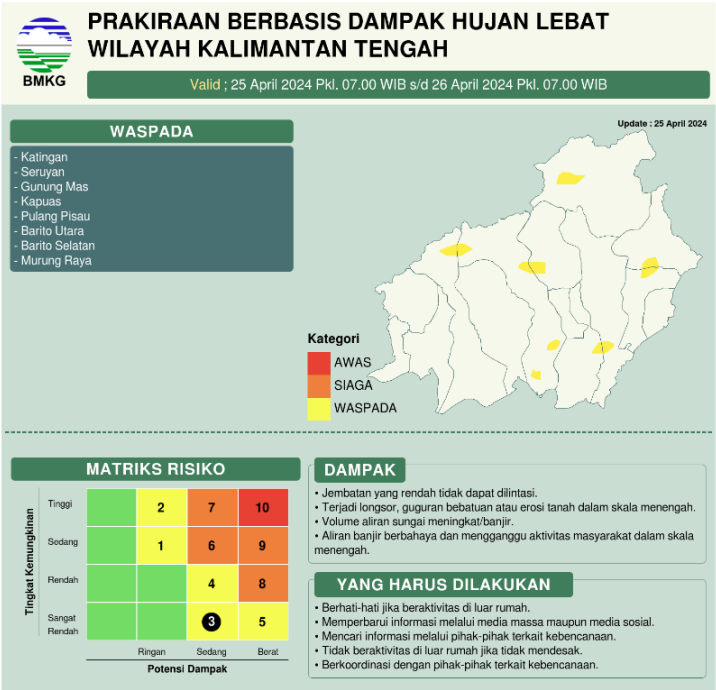 PRAKIRAAN BERBASIS DAMPAK HUJAN LEBAT
WILAYAH KALIMANTAN TENGAH
BMKG
Valid ; 25 April 2024 Pkl. 07.00 WIB s/d 26 April 2024 Pkl. 07.00 WIB
WASPADA
- Katingan
- Seruyan
- Gunung Mas
- Kapuas
- Pulang Pisau
- Barito Utara
- Barito Selatan
- Murung Raya
Update : 25 April 2024
Kategori
AWAS
SIAGA
WASPADA
MATRIKS RISIKO
Tingkat Kemungkinan
Tinggi
2 7 10
Sedang
1 6 9
Rendah
4 8
Sangat
Rendah
3 5
Ringan Sedang Berat
Potensi Dampak
DAMPAK
• Jembatan yang rendah tidak dapat dilintasi.
• Terjadi longsor, guguran bebatuan atau erosi tanah dalam skala menengah.
• Volume aliran sungai meningkat/banjir.
• Aliran banjir berbahaya dan mengganggu aktivitas masyarakat dalam skala
menengah.
YANG HARUS DILAKUKAN
• Berhati-hati jika beraktivitas di luar rumah.
• Memperbarui informasi melalui media massa maupun media sosial.
• Mencari informasi melalui pihak-pihak terkait kebencanaan.
• Tidak beraktivitas di luar rumah jika tidak mendesak.
• Berkoordinasi dengan pihak-pihak terkait kebencanaan.